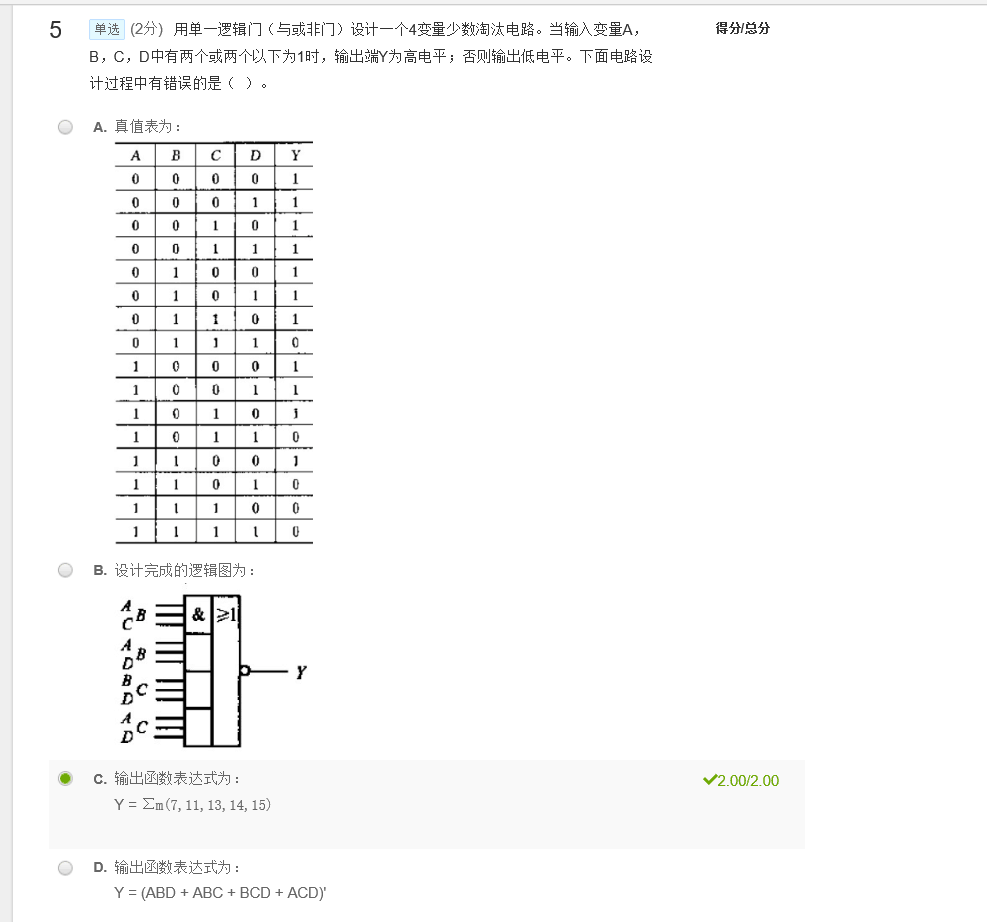 5 单选 (2分) 用单一逻辑门（与或非门）设计一个4变量少数淘汰电路。当输入变量A， 得分/总分
B，C，D中有两个或两个以下为1时，输出端Y为高电平；否则输出低电平。下面电路设
计过程中有错误的是（ ）。
A. 真值表为：
A B C D Y
0 0 0 0 1
0 0 0 1 1
0 0 1 0 1
0 0 1 1 1
0 1 0 0 1
0 1 0 1 1
0 1 1 0 1
0 1 1 1 0
1 0 0 0 1
1 0 0 1 1
1 0 1 0 1
1 0 1 1 0
1 1 0 0 1
1 1 0 1 0
1 1 1 0 0
1 1 1 1 0
B. 设计完成的逻辑图为：
A B C & ≥1
A B D
B C D
A C D
Y
C. 输出函数表达式为： 2.00/2.00
Y = Σm(7, 11, 13, 14, 15)
D. 输出函数表达式为：
Y = (ABD + ABC + BCD + ACD)'